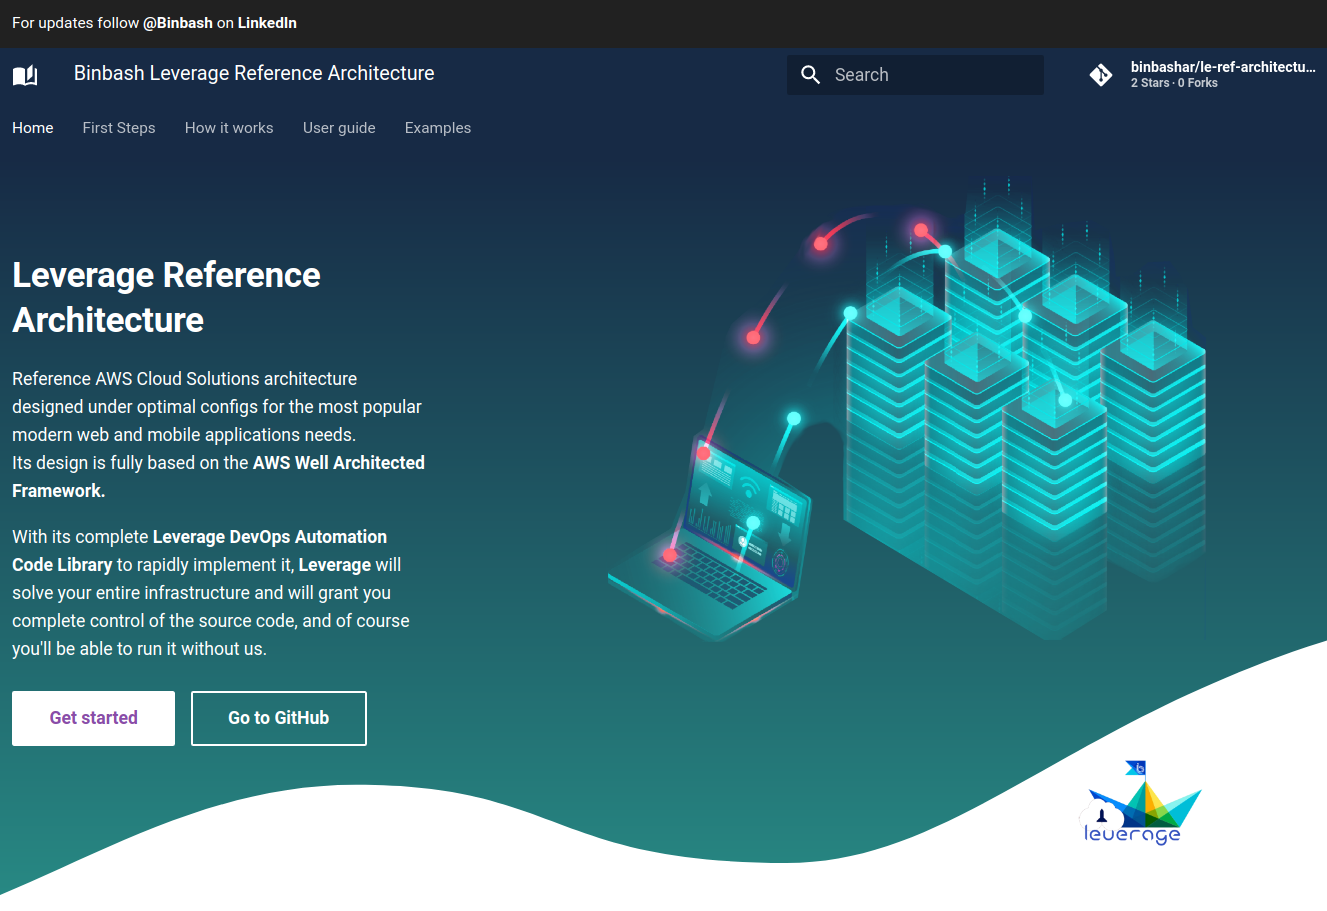 For updates follow @Binbash on LinkedIn
Binbash Leverage Reference Architecture
Search
binbashar/le-ref-architectu...
2 Stars · 0 Forks
Home First Steps How it works User guide Examples
Leverage Reference
Architecture
Reference AWS Cloud Solutions architecture
designed under optimal configs for the most popular
modern web and mobile applications needs.
Its design is fully based on the AWS Well Architected
Framework.
With its complete Leverage DevOps Automation
Code Library to rapidly implement it, Leverage will
solve your entire infrastructure and will grant you
complete control of the source code, and of course
you'll be able to run it without us.
Get started Go to GitHub
b
leverage